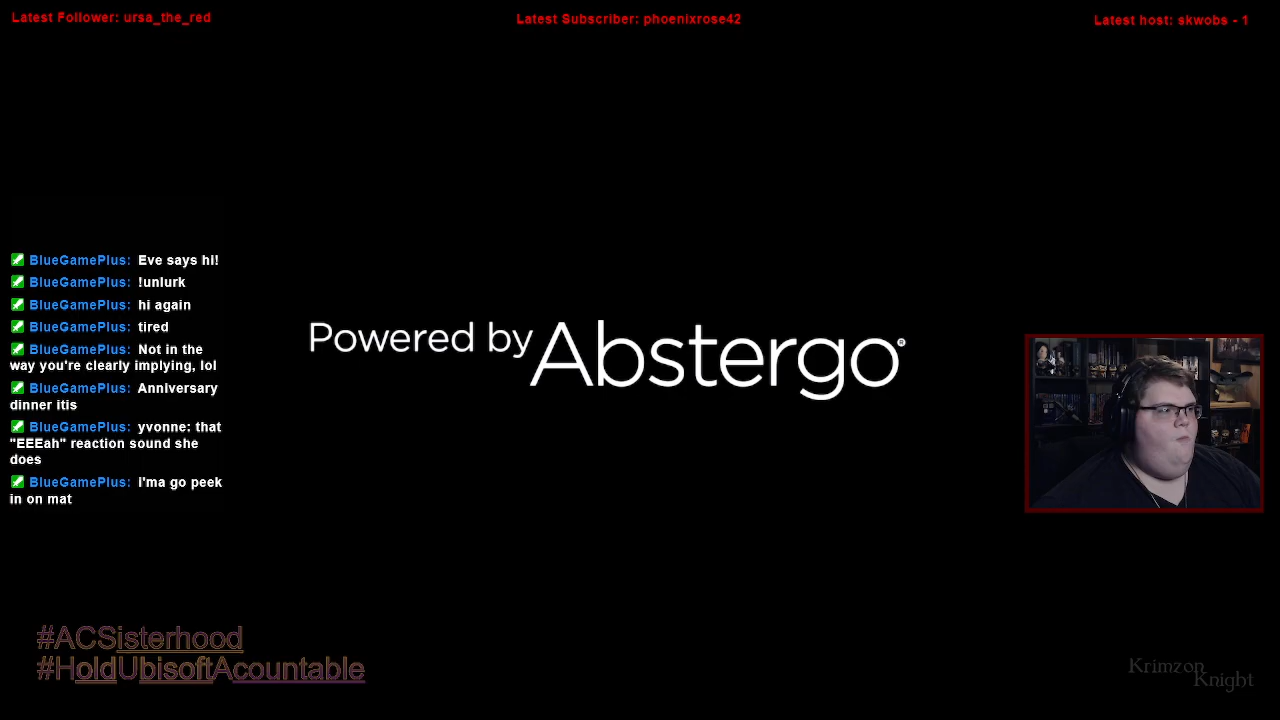 Latest Follower: ursa_the_red
Latest Subscriber: phoenixrose42
Latest host: skwobs - 1
BlueGamePlus: Eve says hi!
BlueGamePlus: !unlurk
BlueGamePlus: hi again
BlueGamePlus: tired
BlueGamePlus: Not in the
way you're clearly implying, lol
BlueGamePlus: Anniversary
dinner itis
BlueGamePlus: yvonne: that
"EEEah" reaction sound she
does
BlueGamePlus: I'ma go peek
in on mat
Powered by Abstergo®
#ACSisterhood
#HoldUbisoftAcountable
Krimzon
Knight